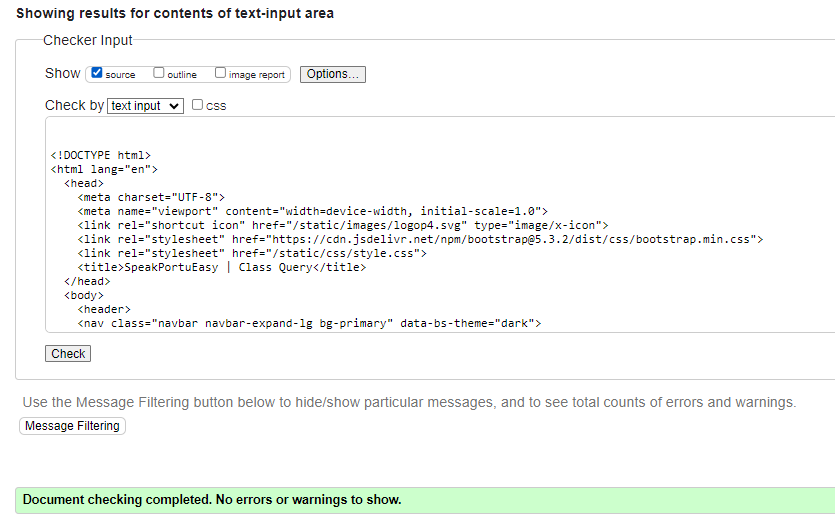 Showing results for contents of text-input area
Checker Input
Show source outline image report Options...
Check by text input css
<!DOCTYPE html>
<html lang="en">
<head>
<meta charset="UTF-8">
<meta name="viewport" content="width=device-width, initial-scale=1.0">
<link rel="shortcut icon" href="/static/images/logop4.svg" type="image/x-icon">
<link rel="stylesheet" href="https://cdn.jsdelivr.net/npm/bootstrap@5.3.2/dist/css/bootstrap.min.css">
<link rel="stylesheet" href="/static/css/style.css">
<title>SpeakPortuEasy | Class Query</title>
</head>
<body>
<header>
<nav class="navbar navbar-expand-lg bg-primary" data-bs-theme="dark">
Check
Use the Message Filtering button below to hide/show particular messages, and to see total counts of errors and warnings.
Message Filtering
Document checking completed. No errors or warnings to show.